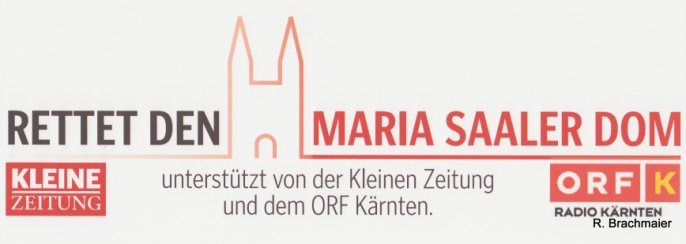 RETTET DEN MARIA SAALER DOM
KLEINE
ZEITUNG
unterstützt von der Kleinen Zeitung
und dem ORF Kärnten.
ORF K
RADIO KÄRNTEN
R. Brachmaier